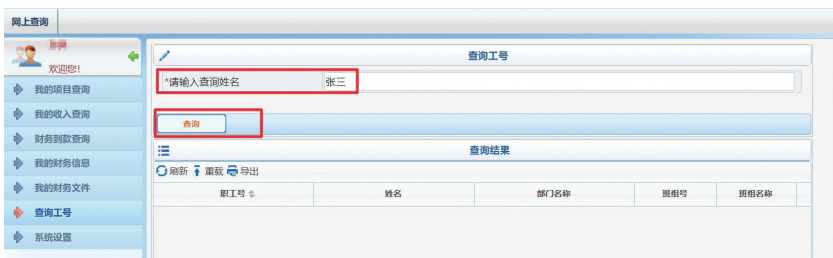 网上查询
欢迎您!
我的项目查询
我的收入查询
财务到款查询
我的财务信息
我的财务文件
查询工号
系统设置
查询工号
*请输入查询姓名 张三
查询
查询结果
刷新 重载 导出
职工号 姓名 部门名称 班组号 班组名称